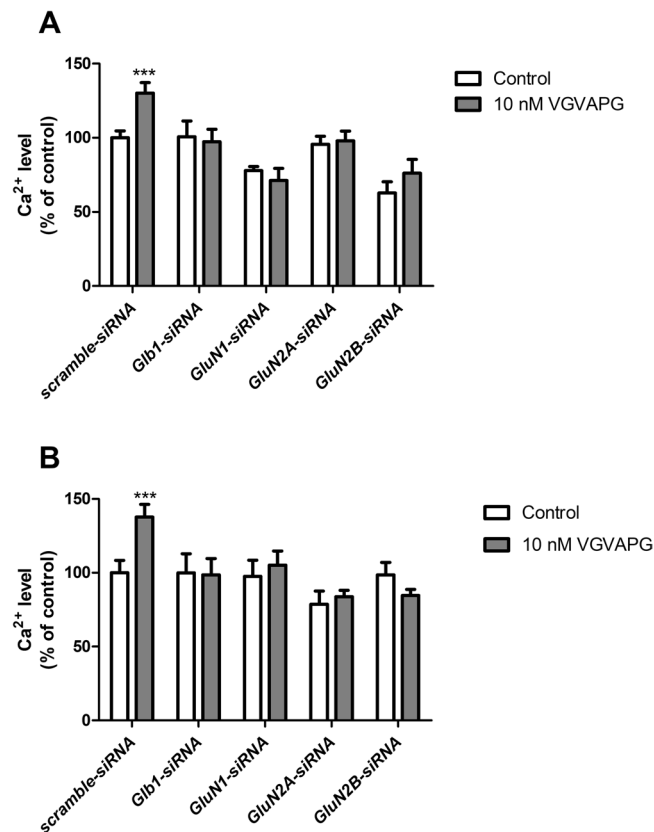 A
Ca2+ level
(% of control)
150
100
50
0
***
scramble-siRNA
Glb1-siRNA
GluN1-siRNA
GluN2A-siRNA
GluN2B-siRNA
Control
10 nM VGVAPG
B
Ca2+ level
(% of control)
150
100
50
0
***
scramble-siRNA
Glb1-siRNA
GluN1-siRNA
GluN2A-siRNA
GluN2B-siRNA
Control
10 nM VGVAPG